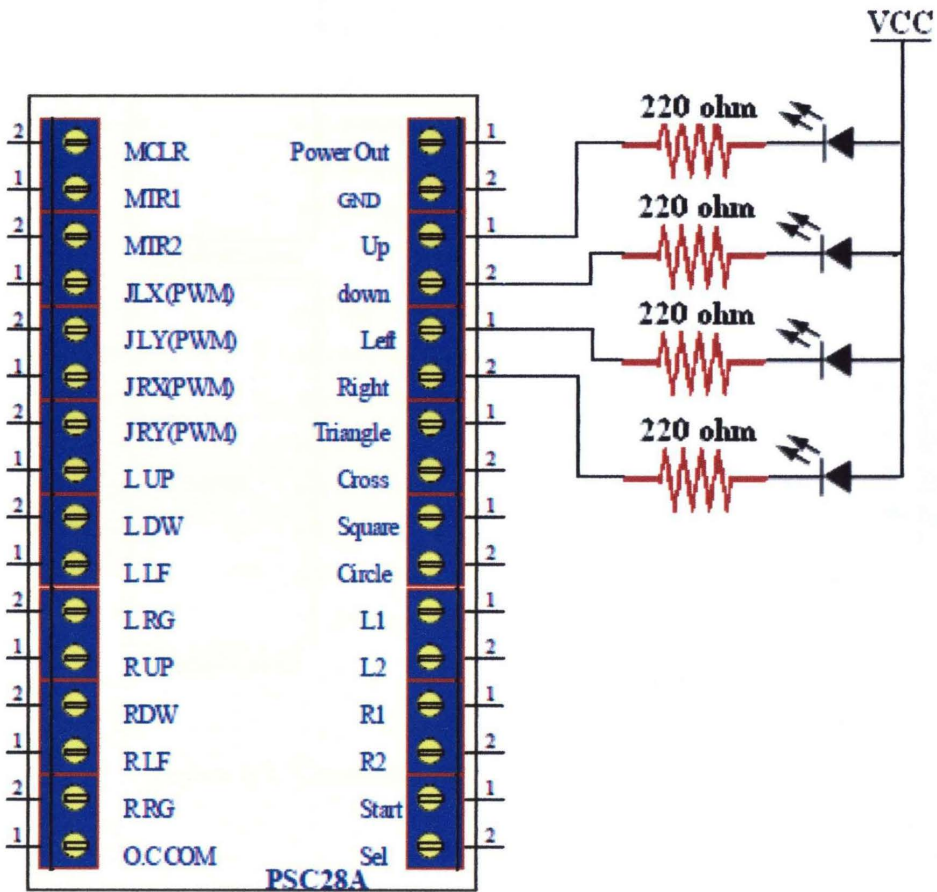 VCC
220 ohm
220 ohm
220 ohm
220 ohm
2 MCLR Power Out 1
1 MTR1 GND 2
2 MTR2 Up 1
1 JLX(PWM) down 2
2 JLY(PWM) Left 1
1 JRX(PWM) Right 2
2 JRY(PWM) Triangle 1
1 L UP Cross 2
2 L DW Square 1
1 L LF Circle 2
2 L RG L1 1
1 R UP L2 2
2 RDW R1 1
1 R LF R2 2
2 R RG Start 1
1 O.C COM Sel 2
PSC28A